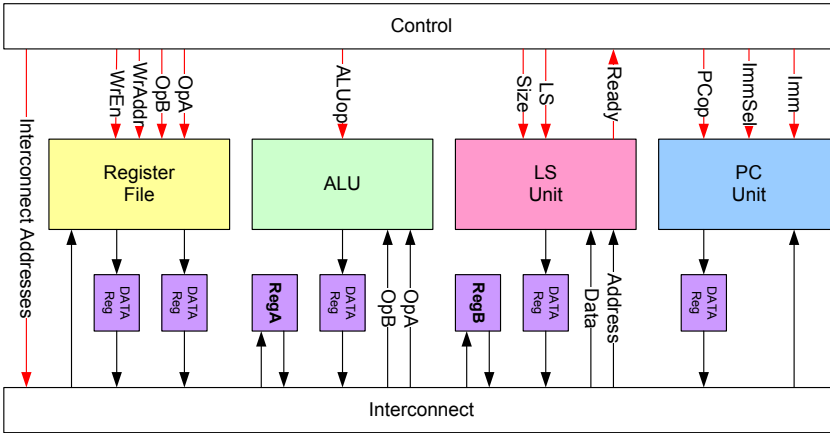 Control
Interconnect Addresses
WrEn
WrAddr
OpB
OpA
ALUop
Size
LS
Ready
PCop
ImmSel
Imm
Register
File
ALU
LS
Unit
PC
Unit
DATA
Reg
DATA
Reg
RegA
DATA
Reg
OpB
OpA
RegB
DATA
Reg
Data
Address
DATA
Reg
Interconnect